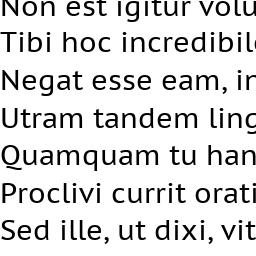 Non est igitur volu
Tibi hoc incredibil
Negat esse eam, in
Utram tandem ling
Quamquam tu han
Proclivi currit orati
Sed ille, ut dixi, vit